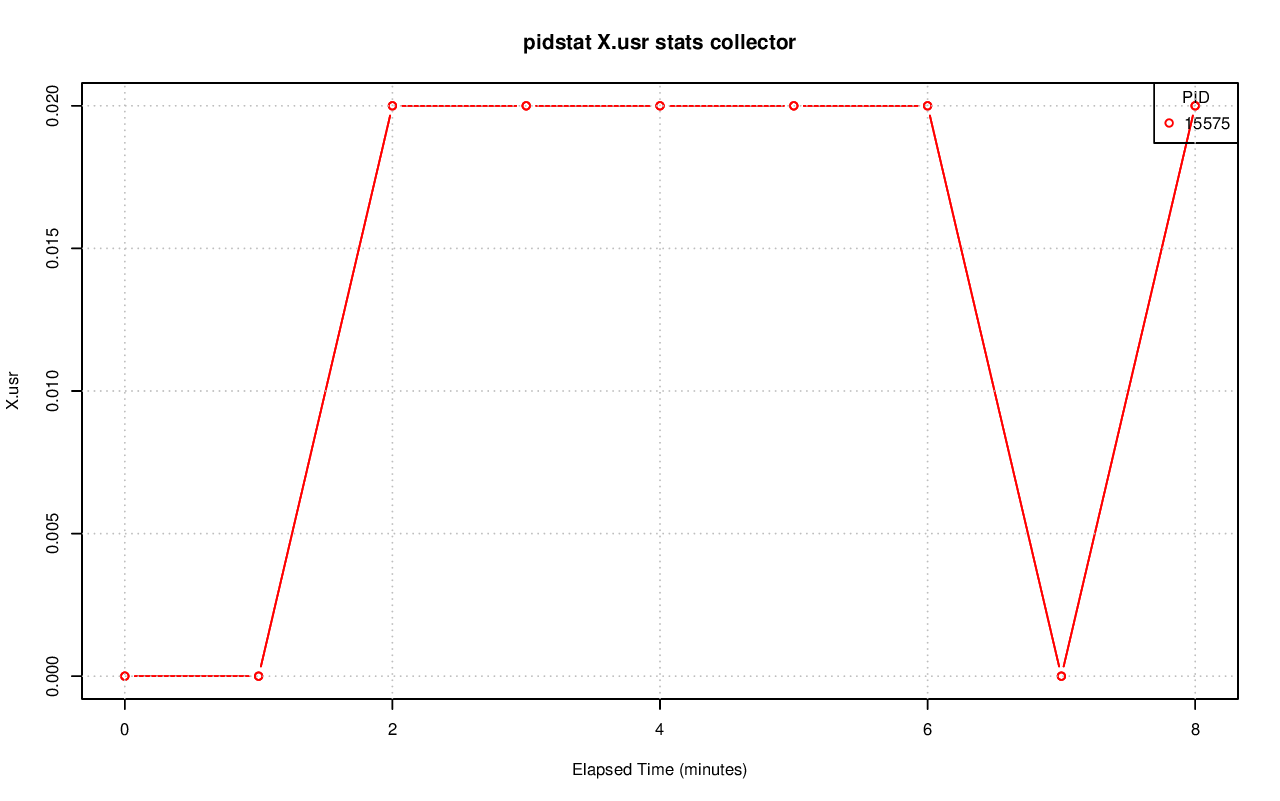 pidstat X.usr stats collector
PID
15575
X.usr
0.020
0.015
0.010
0.005
0.000
0 2 4 6 8
Elapsed Time (minutes)